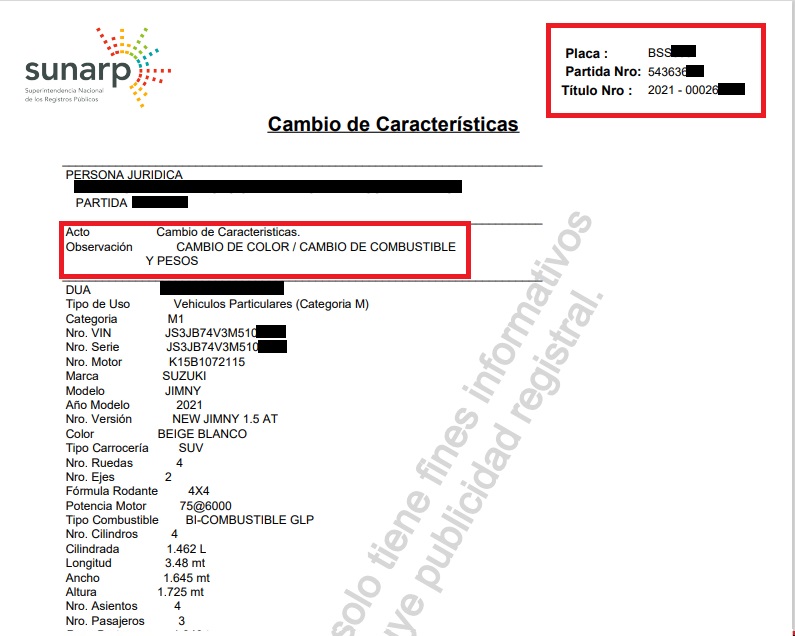 sunarp
Superintendencia Nacional
de los Registros Públicos
Placa : BSS
Partida Nro: 543636
Título Nro : 2021 - 00026
Cambio de Características
PERSONA JURIDICA
PARTIDA
Acto Cambio de Caracteristicas.
Observación CAMBIO DE COLOR / CAMBIO DE COMBUSTIBLE
Y PESOS
DUA
Tipo de Uso Vehiculos Particulares (Categoria M)
Categoria M1
Nro. VIN JS3JB74V3M510
Nro. Serie JS3JB74V3M510
Nro. Motor K15B1072115
Marca SUZUKI
Modelo JIMNY
Año Modelo 2021
Nro. Versión NEW JIMNY 1.5 AT
Color BEIGE BLANCO
Tipo Carrocería SUV
Nro. Ruedas 4
Nro. Ejes 2
Fórmula Rodante 4X4
Potencia Motor 75@6000
Tipo Combustible BI-COMBUSTIBLE GLP
Nro. Cilindros 4
Cilindrada 1.462 L
Longitud 3.48 mt
Ancho 1.645 mt
Altura 1.725 mt
Nro. Asientos 4
Nro. Pasajeros 3
solo tiene fines informativos
uye publicidad registral.